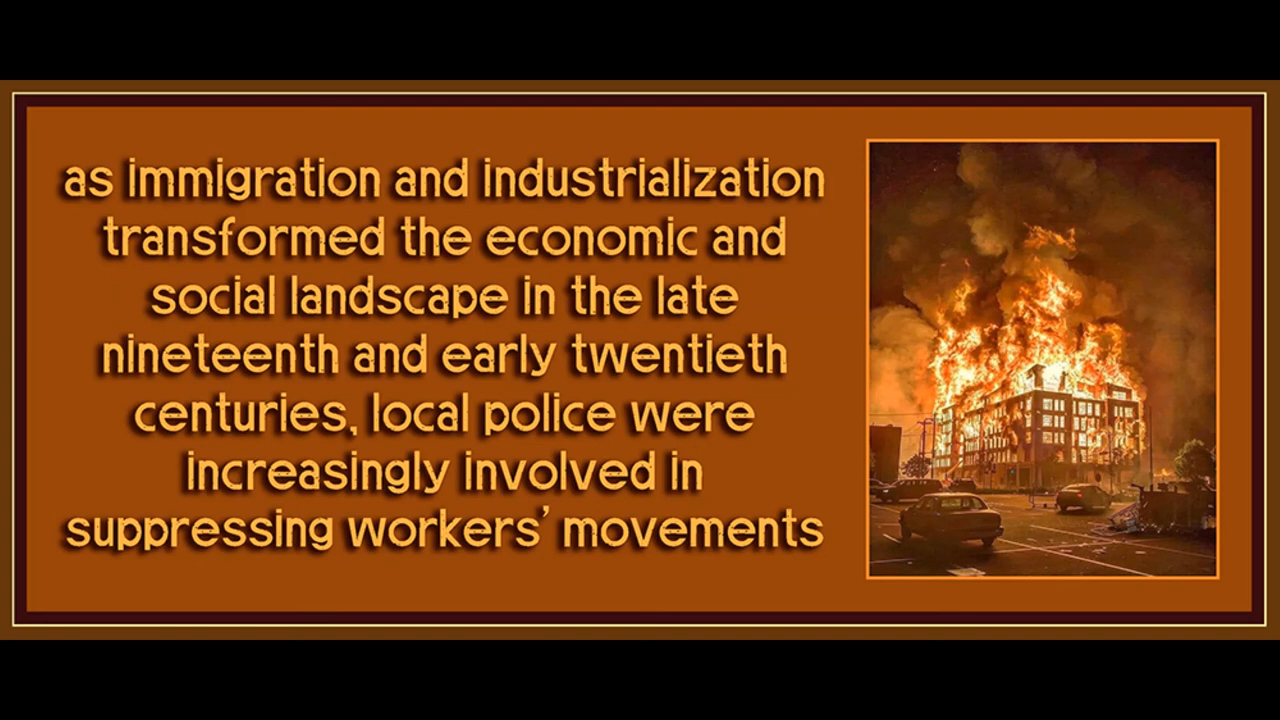 as immigration and industrialization
transformed the economic and
social landscape in the late
nineteenth and early twentieth
centuries, local police were
increasingly involved in
suppressing workers’ movements